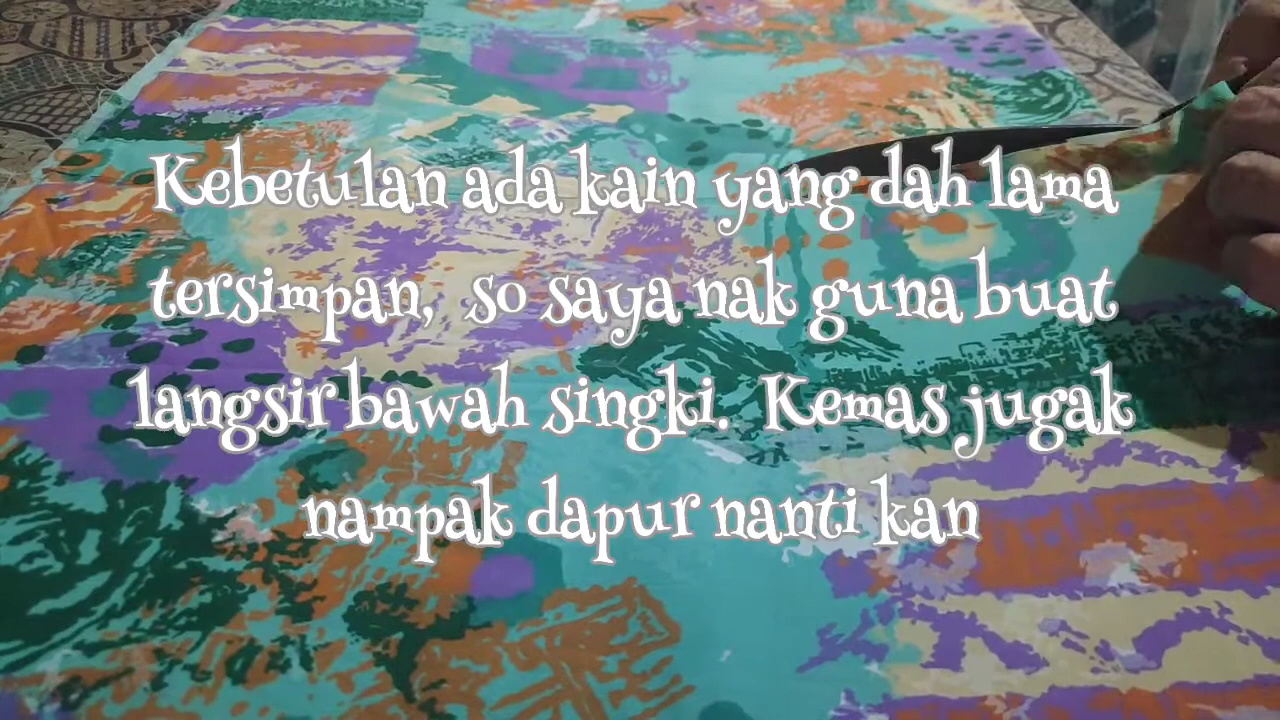 Kebetulan ada kain yang dah lama
tersimpan, so saya nak guna buat
langsir bawah singki. Kemas jugak
nampak dapur nanti kan